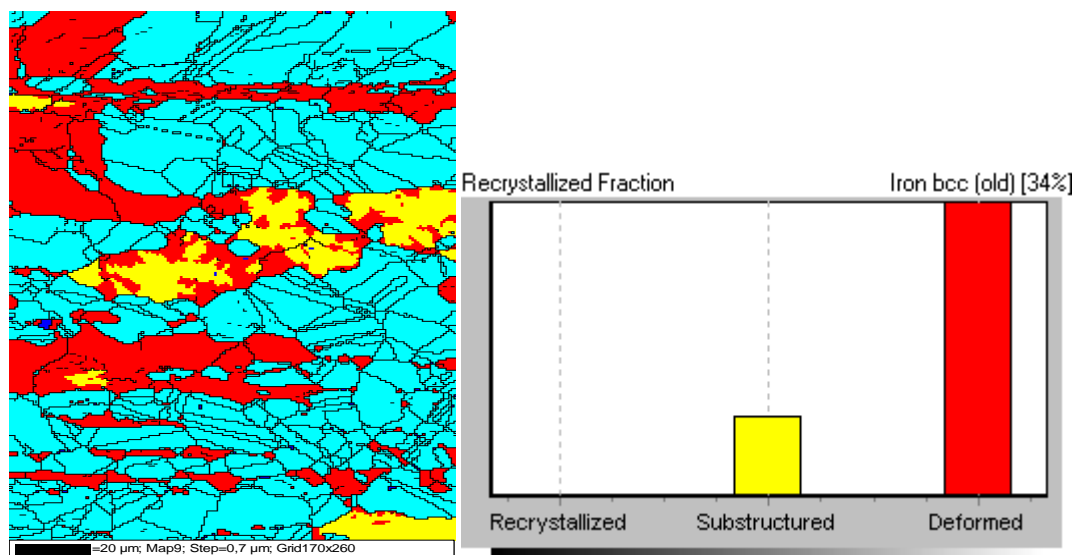 Recrystallized Fraction Iron bcc (old) [34%]
Recrystallized Substructured Deformed
=20 µm; Map9; Step=0,7 µm; Grid170x260